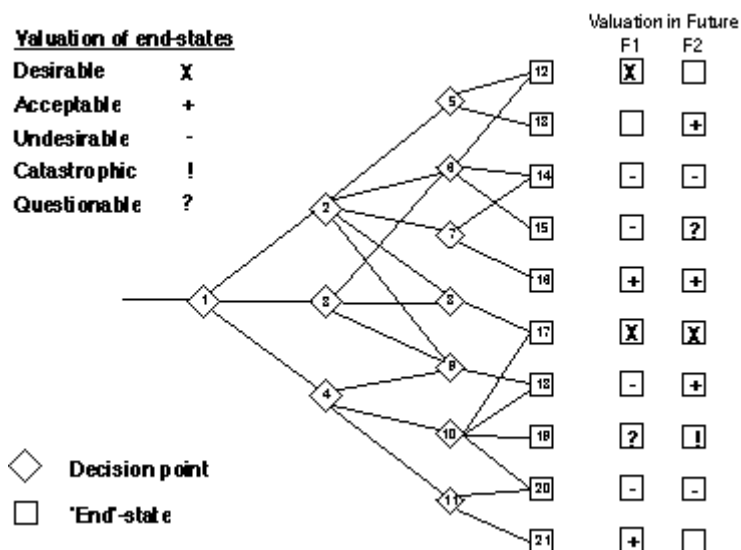 Valuation in Future
F1 F2
Valuation of end-states
Desirable X
Acceptable +
Undesirable -
Catastrophic !
Questionable ?
12 X
5
13 +
6
14 - -
2
7
15 - ?
16 + +
1
3
8
17 X X
9
18 - +
4
10
19 ? !
11
20 - -
21 +
Decision point
'End'-state